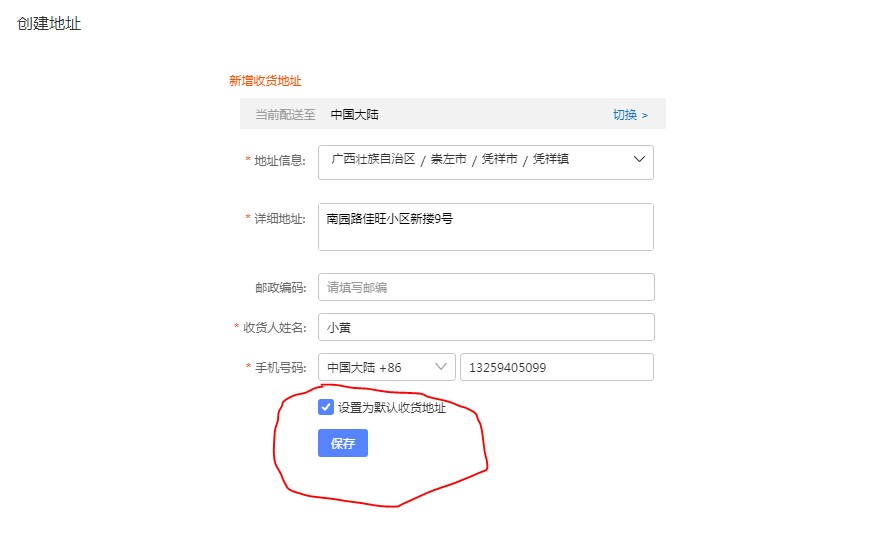 创建地址
新增收货地址
当前配送至 中国大陆 切换 >
* 地址信息: 广西壮族自治区 / 崇左市 / 凭祥市 / 凭祥镇
* 详细地址: 南园路佳旺小区新搂9号
邮政编码: 请填写邮编
* 收货人姓名: 小黄
* 手机号码: 中国大陆 +86 13259405099
设置为默认收货地址
保存